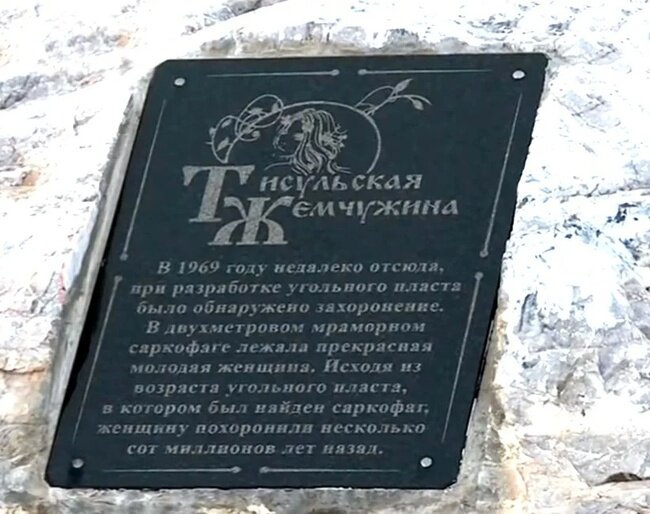 Тисульская
Жемчужина
В 1969 году недалеко отсюда,
при разработке угольного пласта
было обнаружено захоронение.
В двухметровом мраморном
саркофаге лежала прекрасная
молодая женщина. Исходя из
возраста угольного пласта,
в котором был найден саркофаг,
женщину похоронили несколько
сот миллионов лет назад.